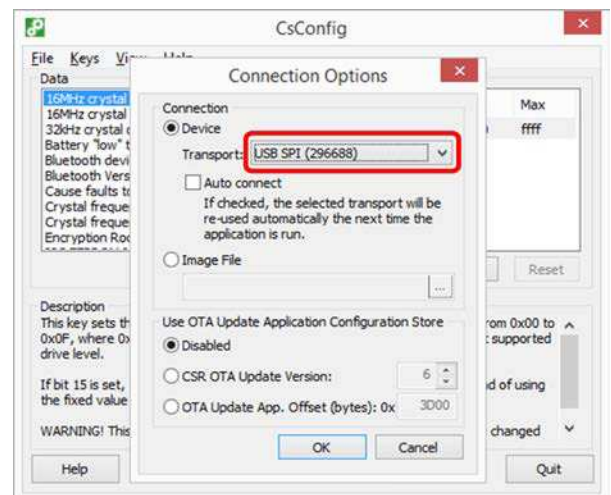 CsConfig
File Keys View Help
Connection Options
Data
16MHz crystal
16MHz crystal
32kHz crystal
Battery "low" t
Bluetooth devi
Bluetooth Vers
Cause faults to
Crystal freque
Crystal freque
Encryption Roo
Max
ffff
Connection
Device
Transport: USB SPI (296688)
Auto connect
If checked, the selected transport will be
re-used automatically the next time the
application is run.
Image File
...
Reset
Use OTA Update Application Configuration Store
Disabled
CSR OTA Update Version: 6
OTA Update App. Offset (bytes): 0x 3D00
OK Cancel
Description
This key sets th
0x0F, where 0x
drive level.
If bit 15 is set,
the fixed value
WARNING! This
rom 0x00 to
supported
d of using
changed
Help
Quit